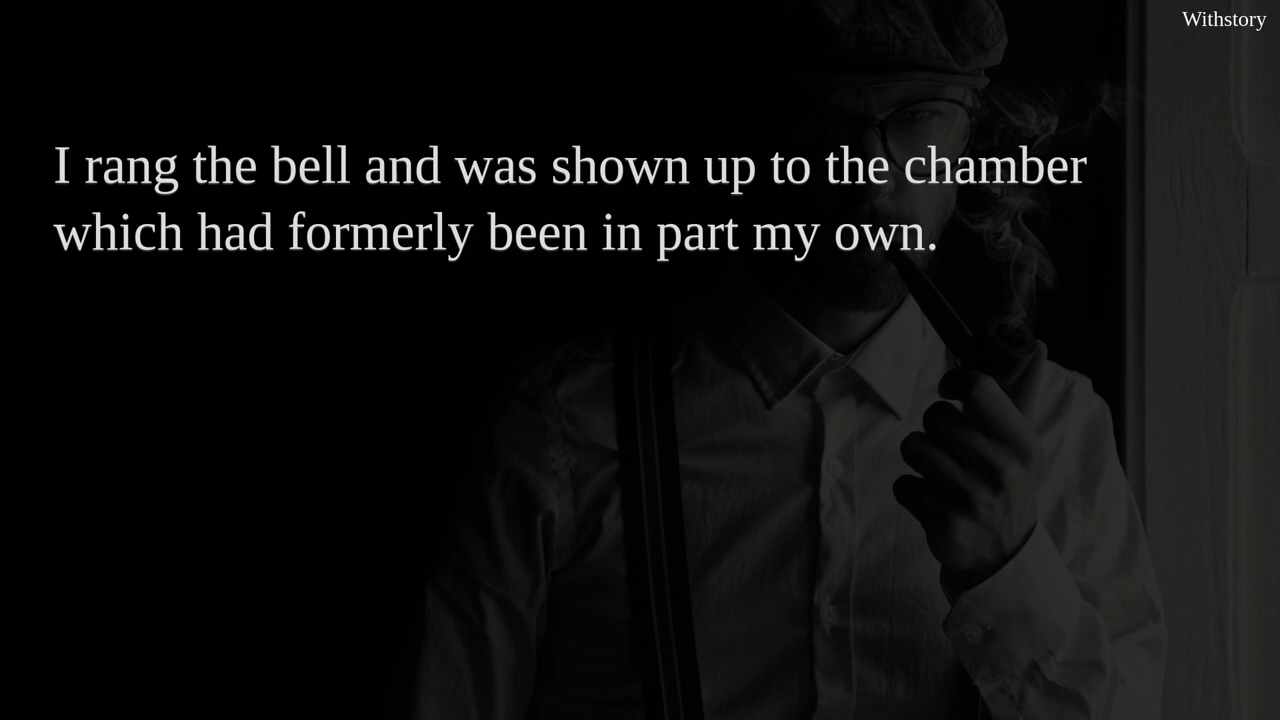 Withstory
I rang the bell and was shown up to the chamber
which had formerly been in part my own.